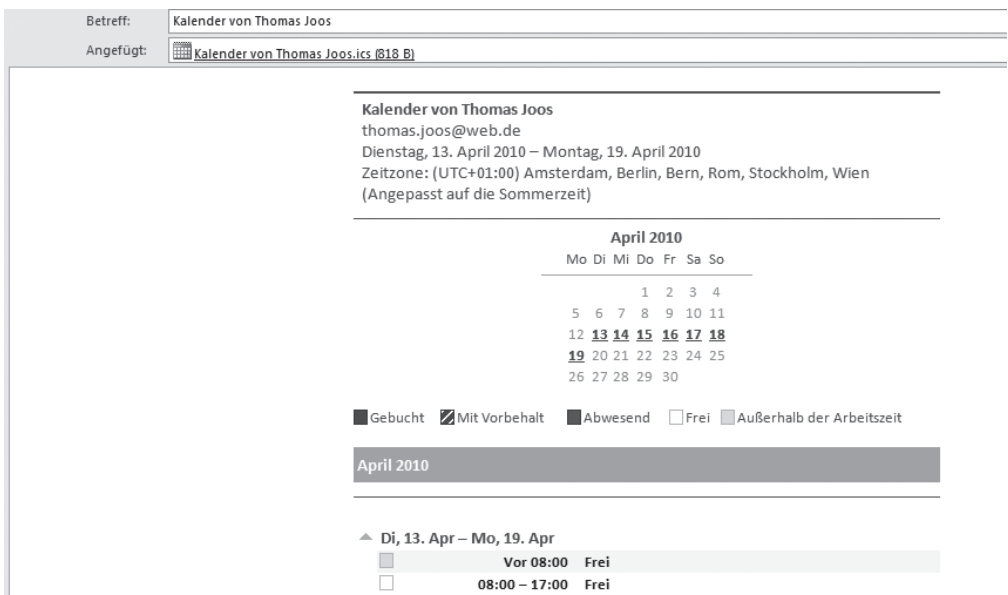 Betreff: Kalender von Thomas Joos
Angefügt: Kalender von Thomas Joos.ics (818 B)
Kalender von Thomas Joos
thomas.joos@web.de
Dienstag, 13. April 2010 – Montag, 19. April 2010
Zeitzone: (UTC+01:00) Amsterdam, Berlin, Bern, Rom, Stockholm, Wien
(Angepasst auf die Sommerzeit)
April 2010
Mo Di Mi Do Fr Sa So
1 2 3 4
5 6 7 8 9 10 11
12 13 14 15 16 17 18
19 20 21 22 23 24 25
26 27 28 29 30
Gebucht Mit Vorbehalt Abwesend Frei Außerhalb der Arbeitszeit
April 2010
Di, 13. Apr – Mo, 19. Apr
Vor 08:00 Frei
08:00 – 17:00 Frei